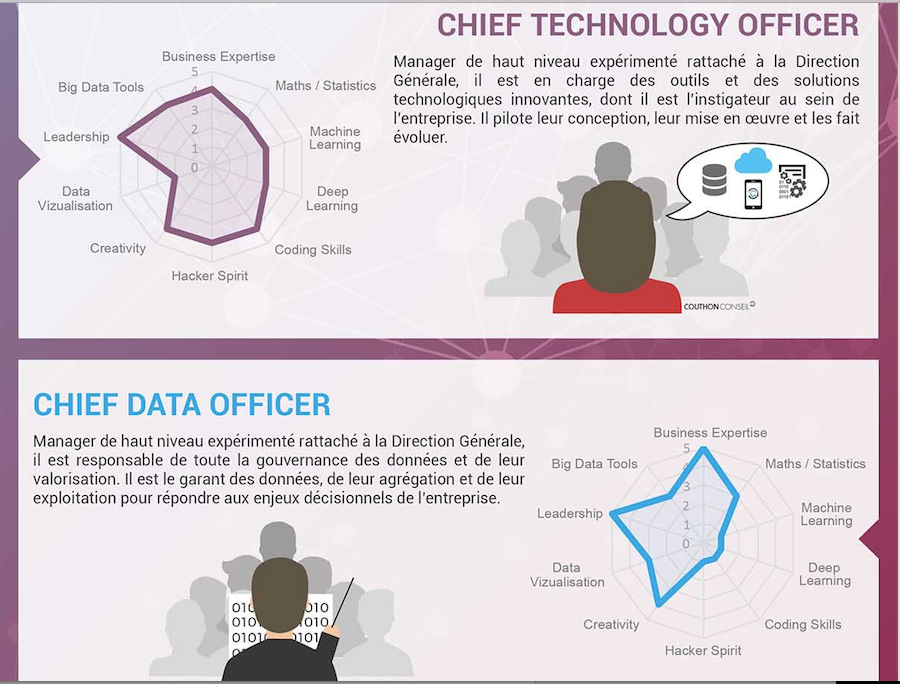 CHIEF TECHNOLOGY OFFICER
Manager de haut niveau expérimenté rattaché à la Direction
Générale, il est en charge des outils et des solutions
technologiques innovantes, dont il est l'instigateur au sein de
l'entreprise. Il pilote leur conception, leur mise en œuvre et les fait
évoluer.
Business Expertise
Maths / Statistics
Machine
Learning
Deep
Learning
Coding Skills
Hacker Spirit
Creativity
Data
Vizualisation
Leadership
Big Data Tools
5
4
3
2
1
0
COUTHON CONSEIL
CHIEF DATA OFFICER
Manager de haut niveau expérimenté rattaché à la Direction Générale,
il est responsable de toute la gouvernance des données et de leur
valorisation. Il est le garant des données, de leur agrégation et de leur
exploitation pour répondre aux enjeux décisionnels de l'entreprise.
010 010
010 010
0101 1010
Business Expertise
Maths / Statistics
Machine
Learning
Deep
Learning
Coding Skills
Hacker Spirit
Creativity
Data
Vizualisation
Leadership
Big Data Tools
5
4
3
2
1
0